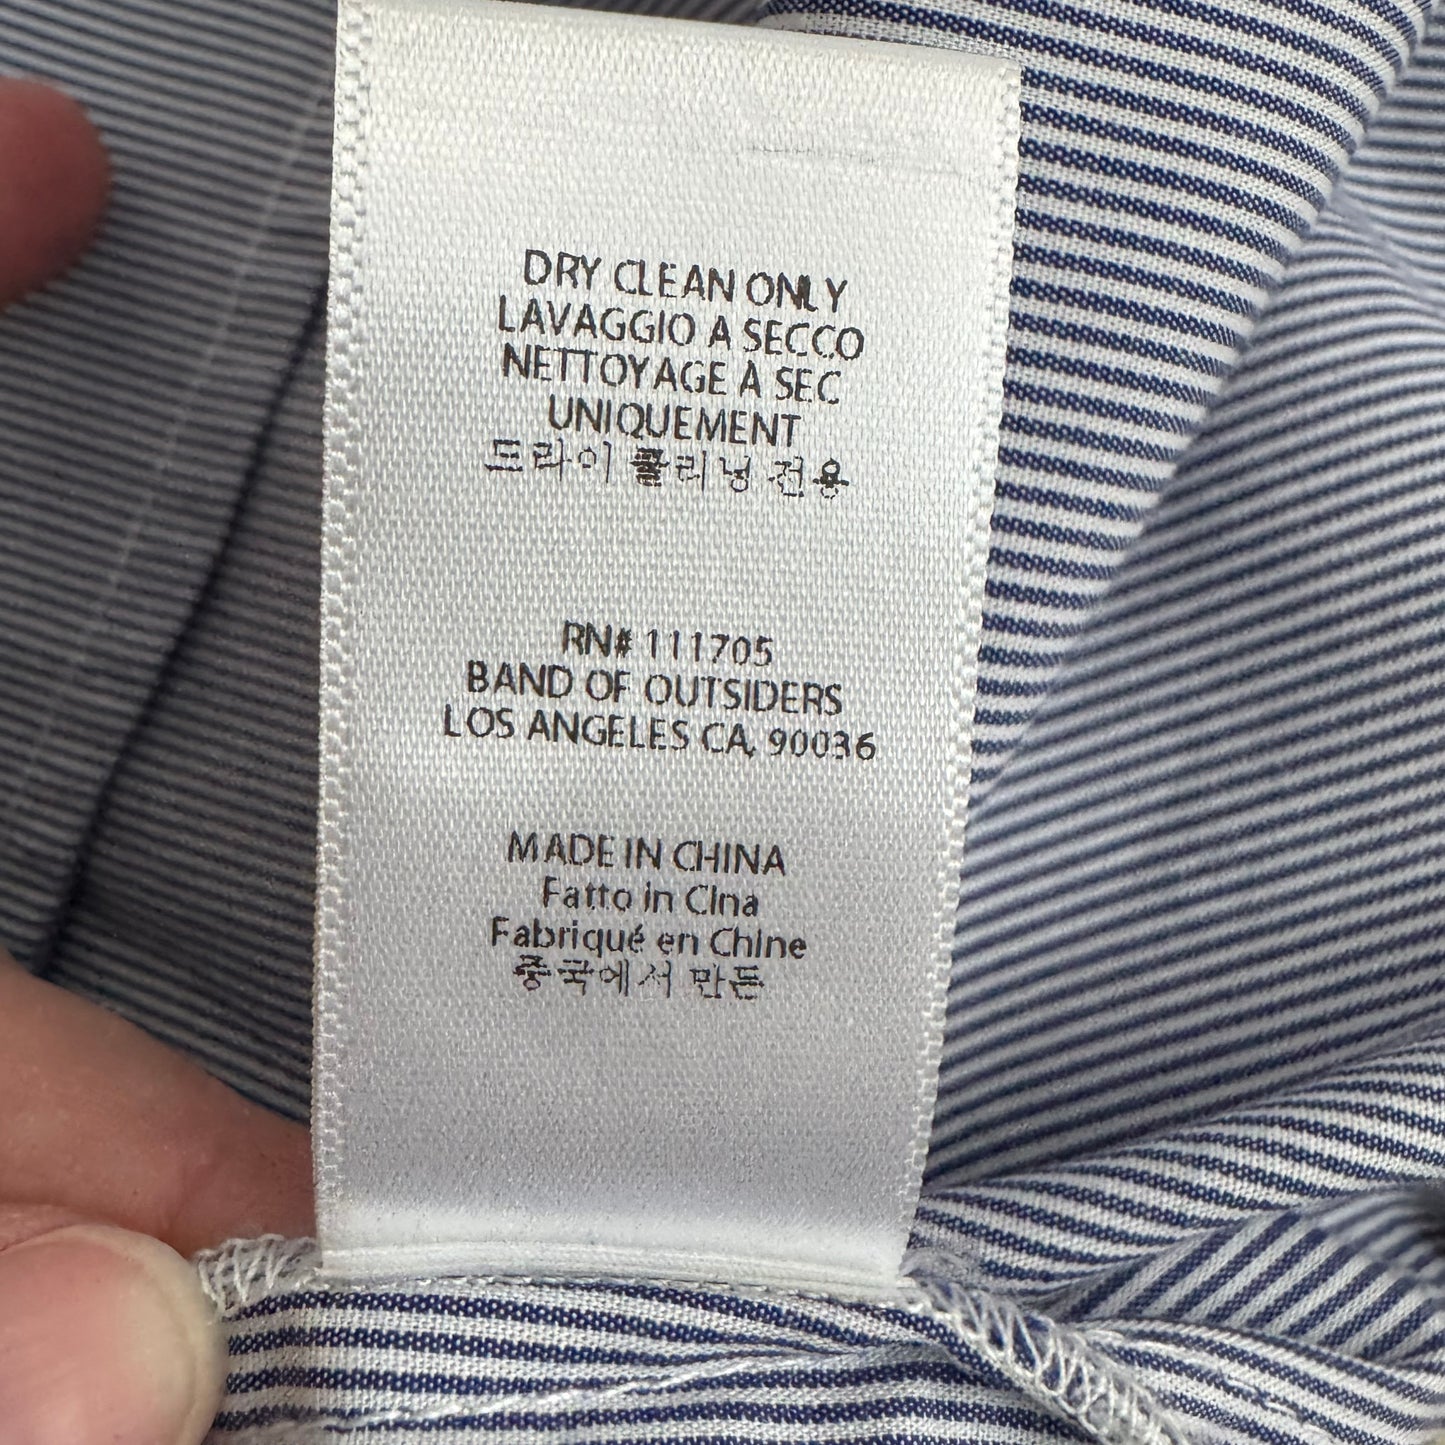 DRY CLEAN ONLY
LAVAGGIO A SECCO
NETTOYAGE A SEC
UNIQUEMENT
드라이 클리닝 전용
RN# 111705
BAND OF OUTSIDERS
LOS ANGELES CA, 90036
MADE IN CHINA
Fatto in Cina
Fabriqué en Chine
중국에서 만든